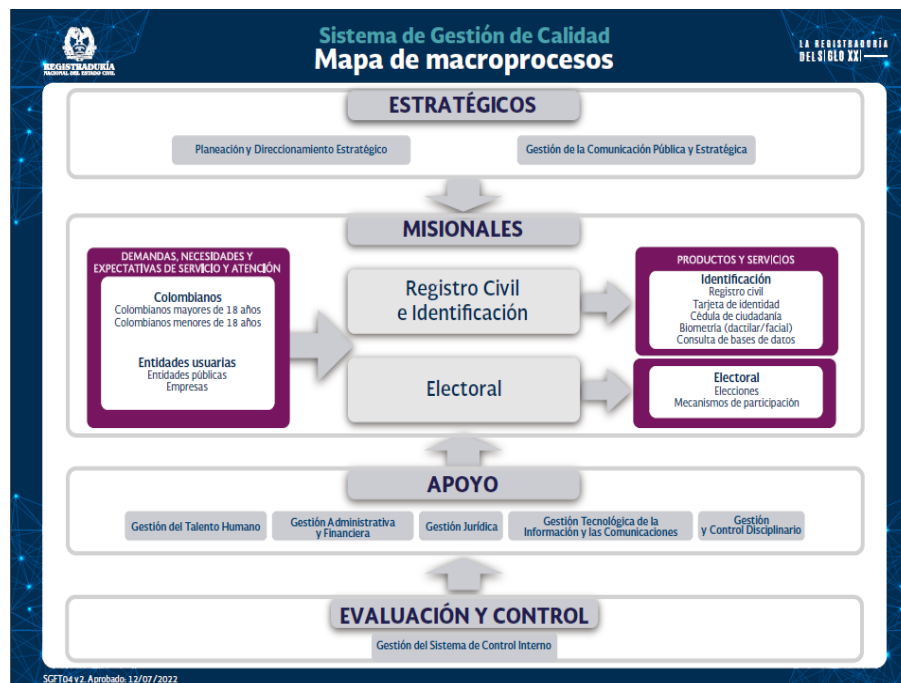 Sistema de Gestión de Calidad
Mapa de macroprocesos
REGISTRADURÍA
NACIONAL DEL ESTADO CIVIL
LA REGISTRADURÍA
DEL SIGLO XXI
ESTRATÉGICOS
Planeación y Direccionamiento Estratégico
Gestión de la Comunicación Pública y Estratégica
MISIONALES
DEMANDAS, NECESIDADES Y
EXPECTATIVAS DE SERVICIO Y ATENCIÓN
Colombianos
Colombianos mayores de 18 años
Colombianos menores de 18 años
Entidades usuarias
Entidades públicas
Empresas
Registro Civil
e Identificación
Electoral
PRODUCTOS Y SERVICIOS
Identificación
Registro civil
Tarjeta de identidad
Cédula de ciudadanía
Biometría (dactilar/facial)
Consulta de bases de datos
Electoral
Elecciones
Mecanismos de participación
APOYO
Gestión del Talento Humano
Gestión Administrativa
y Financiera
Gestión Jurídica
Gestión Tecnológica de la
Información y las Comunicaciones
Gestión
y Control Disciplinario
EVALUACIÓN Y CONTROL
Gestión del Sistema de Control Interno
SGFT04 v2. Aprobado: 12/07/2022